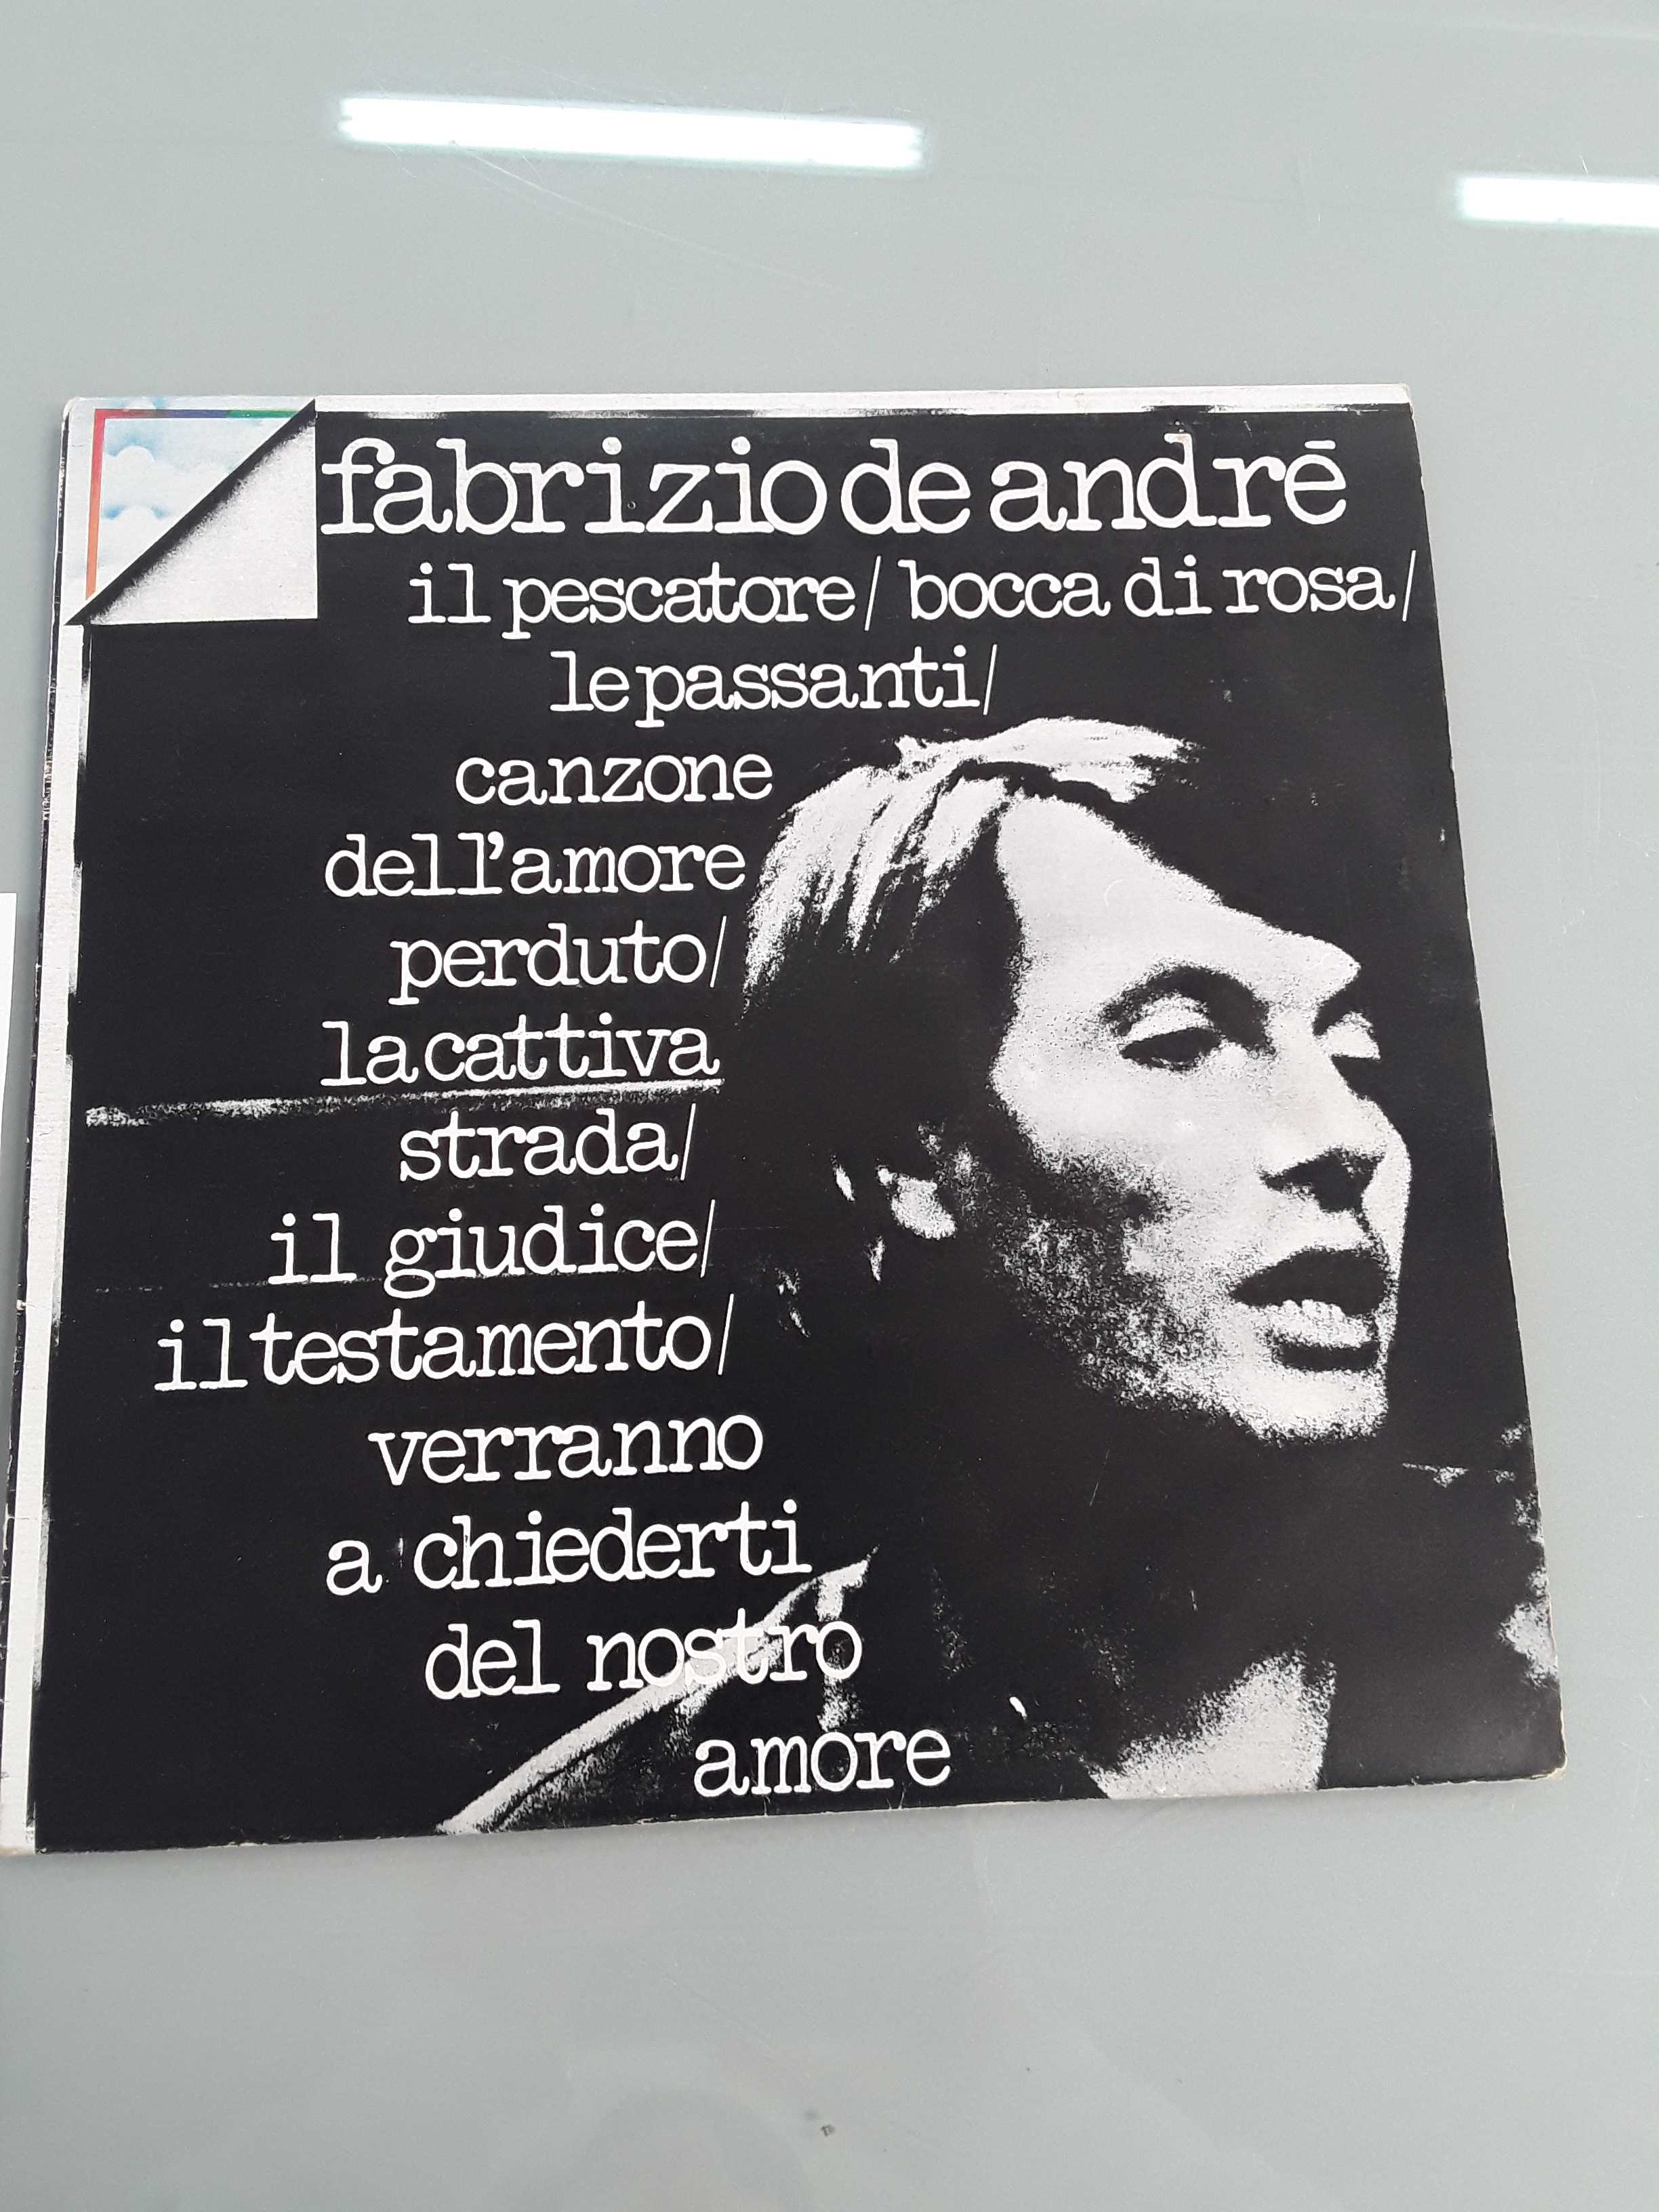 fabrizio de andrē
il pescatore/ bocca di rosa/
le passanti/
canzone
dell'amore
perduto/
la cattiva
strada/
il giudice/
il testamento/
verranno
a chiederti
del nostro
amore